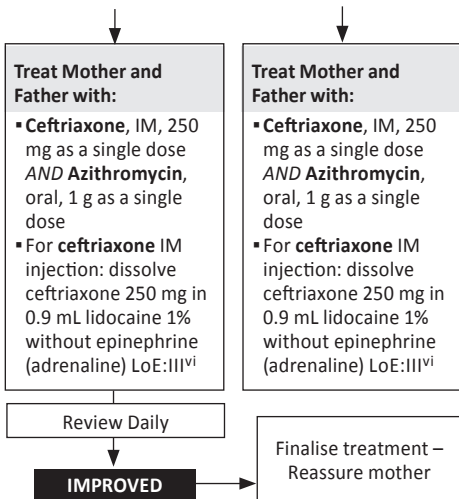 Treat Mother and
Father with:
▪ Ceftriaxone, IM, 250
mg as a single dose
AND Azithromycin,
oral, 1 g as a single
dose
▪ For ceftriaxone IM
injection: dissolve
ceftriaxone 250 mg in
0.9 mL lidocaine 1%
without epinephrine
(adrenaline) LoE:III^vi
Treat Mother and
Father with:
▪ Ceftriaxone, IM, 250
mg as a single dose
AND Azithromycin,
oral, 1 g as a single
dose
▪ For ceftriaxone IM
injection: dissolve
ceftriaxone 250 mg in
0.9 mL lidocaine 1%
without epinephrine
(adrenaline) LoE:III^vi
Review Daily
IMPROVED
Finalise treatment –
Reassure mother